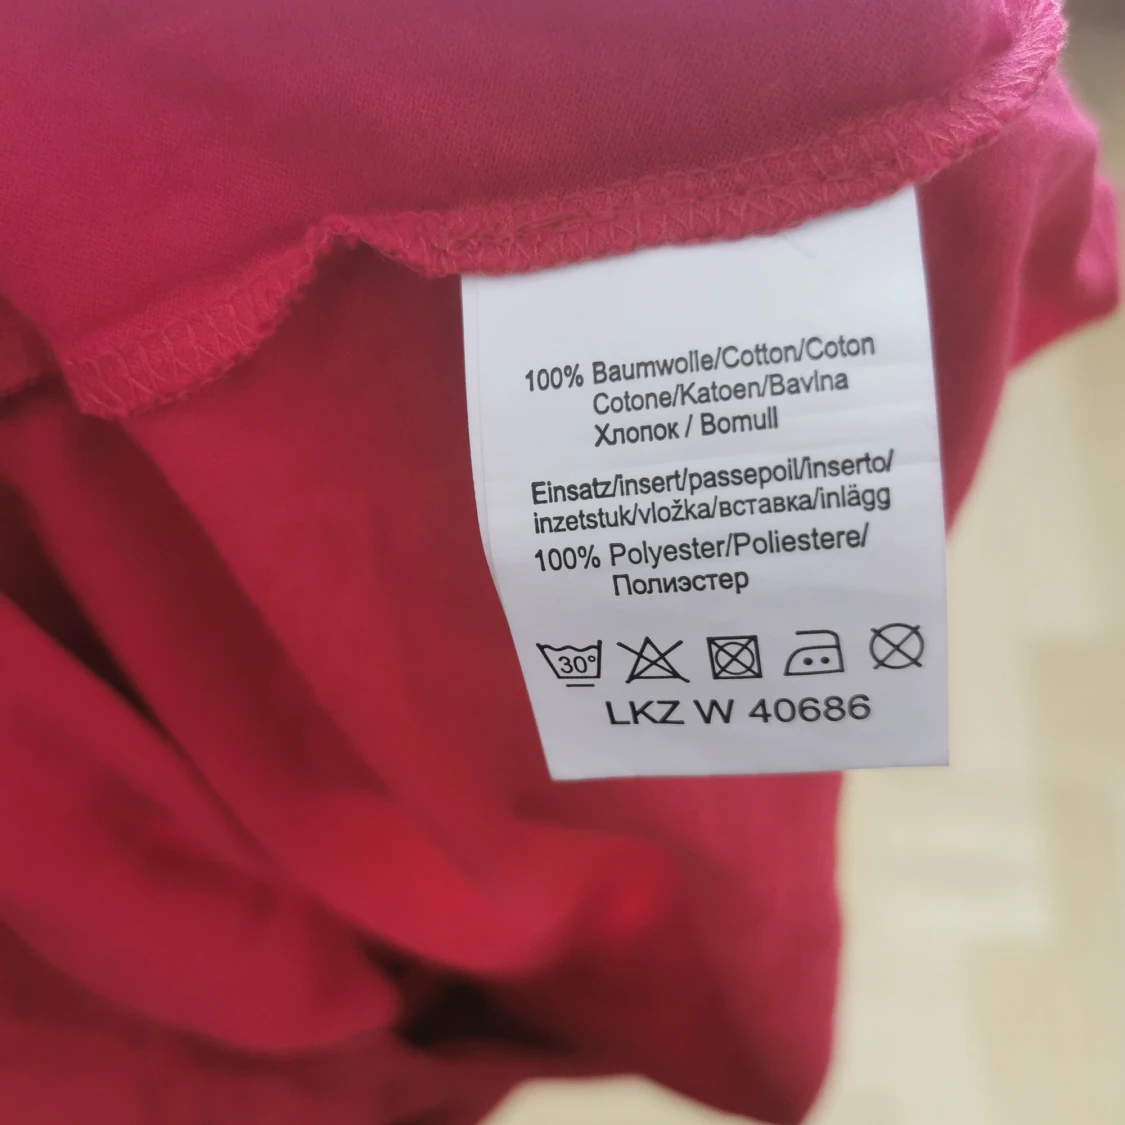 100% Baumwolle/Cotton/Coton
Cotone/Katoen/Bavlna
Хлопок / Bomull
Einsatz/insert/passepoil/inserto/
inzetstuk/vložka/вставка/inlägg
100% Polyester/Poliestere/
Полиэстер
30°
LKZ W 40686